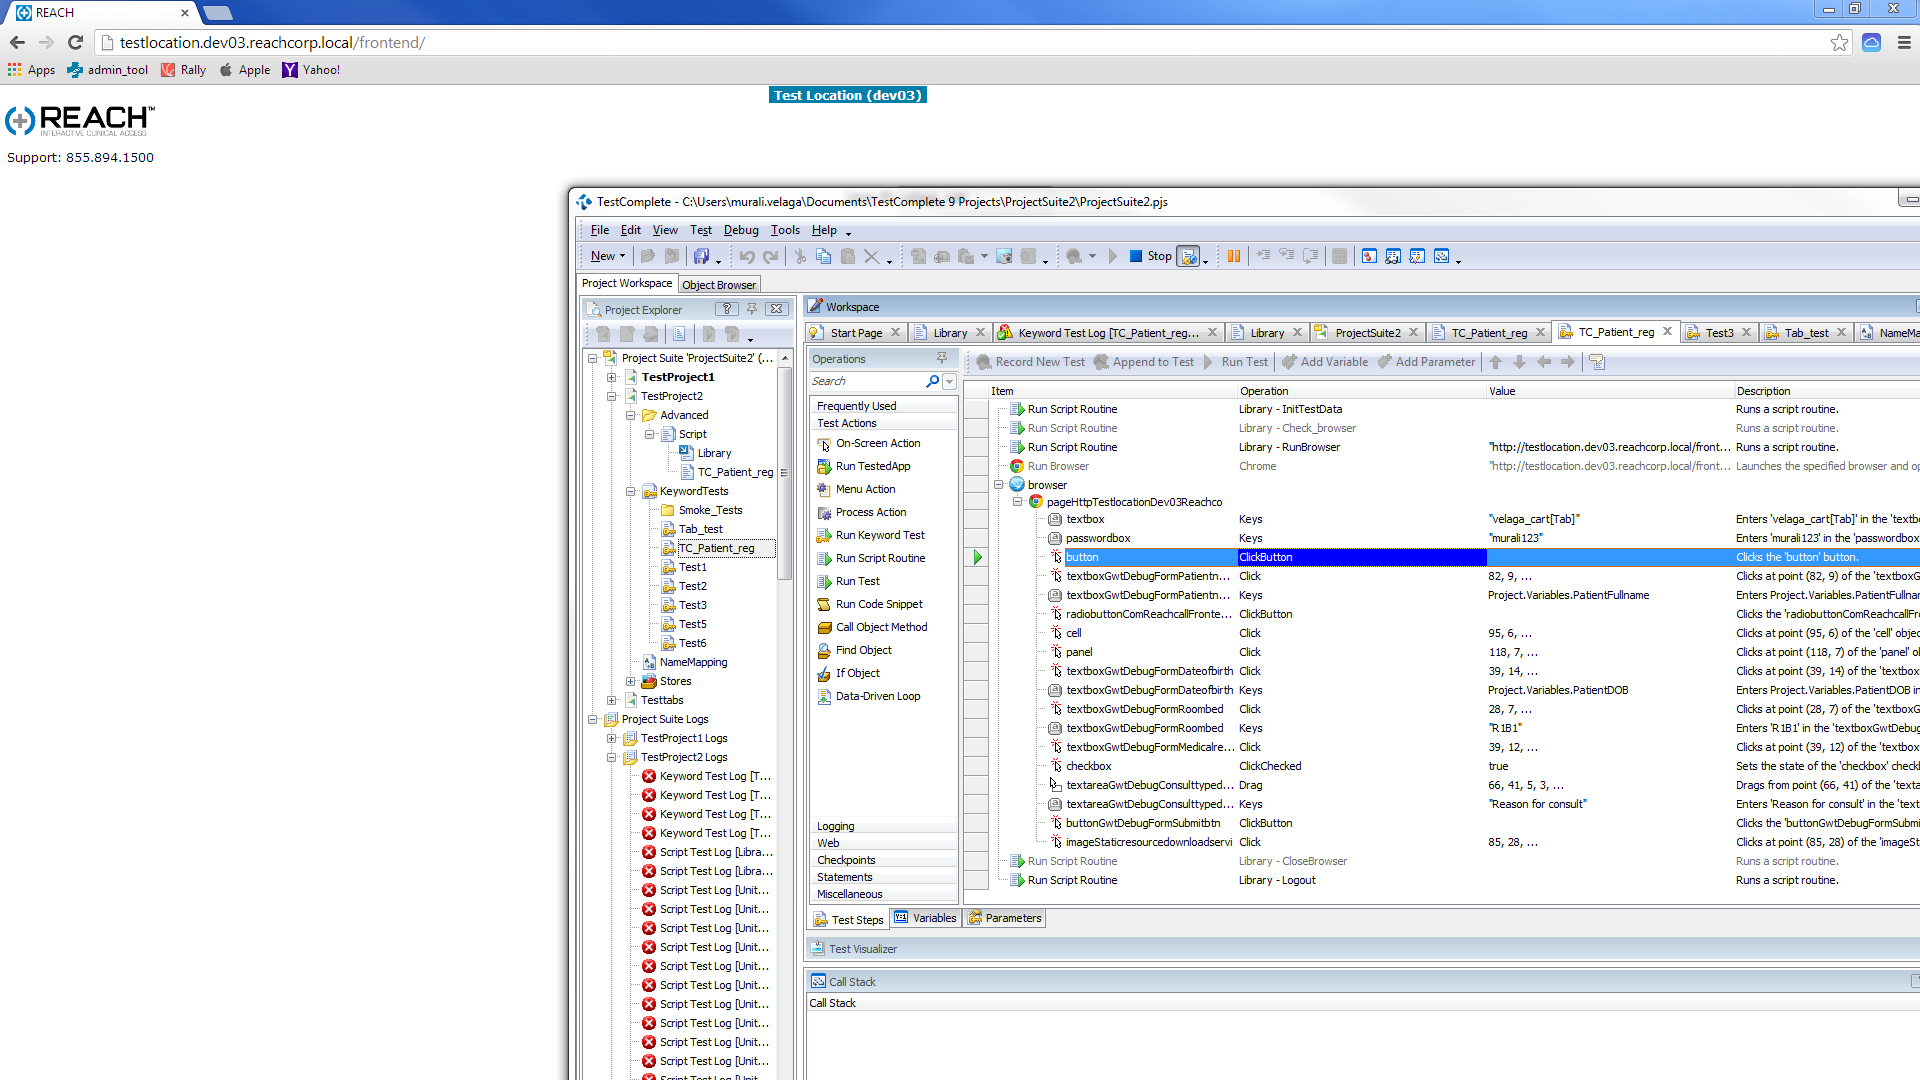 REACH
testlocation.dev03.reachcorp.local/frontend/
Apps admin_tool Rally Apple Yahoo!
Test Location (dev03)
REACH™
INTERACTIVE CLINICAL ACCESS
Support: 855.894.1500
TestComplete - C:\Users\murali.velaga\Documents\TestComplete 9 Projects\ProjectSuite2\ProjectSuite2.pjs
File Edit View Test Debug Tools Help
New Stop
Project Workspace Object Browser
Project Explorer
Project Suite 'ProjectSuite2' (...
TestProject1
TestProject2
Advanced
Script
Library
TC_Patient_reg
KeywordTests
Smoke_Tests
Tab_test
TC_Patient_reg
Test1
Test2
Test3
Test5
Test6
NameMapping
Stores
Testtabs
Project Suite Logs
TestProject1 Logs
TestProject2 Logs
Keyword Test Log [T...
Keyword Test Log [T...
Keyword Test Log [T...
Keyword Test Log [T...
Script Test Log [Libra...
Script Test Log [Libra...
Script Test Log [Unit...
Script Test Log [Unit...
Script Test Log [Unit...
Script Test Log [Unit...
Script Test Log [Unit...
Script Test Log [Unit...
Script Test Log [Unit...
Script Test Log [Unit...
Script Test Log [Unit...
Script Test Log [Unit...
Script Test Log [Unit...
Workspace
Start Page Library Keyword Test Log [TC_Patient_reg... Library ProjectSuite2 TC_Patient_reg TC_Patient_reg Test3 Tab_test NameMa
Operations
Search
Frequently Used
Test Actions
On-Screen Action
Run TestedApp
Menu Action
Process Action
Run Keyword Test
Run Script Routine
Run Test
Run Code Snippet
Call Object Method
Find Object
If Object
Data-Driven Loop
Logging
Web
Checkpoints
Statements
Miscellaneous
Record New Test Append to Test Run Test Add Variable Add Parameter
Item Operation Value Description
Run Script Routine Library - InitTestData Runs a script routine.
Run Script Routine Library - Check_browser Runs a script routine.
Run Script Routine Library - RunBrowser "http://testlocation.dev03.reachcorp.local/front... Runs a script routine.
Run Browser Chrome "http://testlocation.dev03.reachcorp.local/front... Launches the specified browser and op
browser
pageHttpTestlocationDev03Reachco
textbox Keys "velaga_cart[Tab]" Enters 'velaga_cart[Tab]' in the 'textb
passwordbox Keys "murali123" Enters 'murali123' in the 'passwordbox'
button ClickButton Clicks the 'button' button.
textboxGwtDebugFormPatientn... Click 82, 9, ... Clicks at point (82, 9) of the 'textboxG
textboxGwtDebugFormPatientn... Keys Project.Variables.PatientFullname Enters Project.Variables.PatientFullnar
radiobuttonComReachcallFronte... ClickButton Clicks the 'radiobuttonComReachcallFr
cell Click 95, 6, ... Clicks at point (95, 6) of the 'cell' objec
panel Click 118, 7, ... Clicks at point (118, 7) of the 'panel' ob
textboxGwtDebugFormDateofbirth Click 39, 14, ... Clicks at point (39, 14) of the 'textbox
textboxGwtDebugFormDateofbirth Keys Project.Variables.PatientDOB Enters Project.Variables.PatientDOB in
textboxGwtDebugFormRoombed Click 28, 7, ... Clicks at point (28, 7) of the 'textboxG
textboxGwtDebugFormRoombed Keys "R1B1" Enters 'R1B1' in the 'textboxGwtDebug
textboxGwtDebugFormMedicalre... Click 39, 12, ... Clicks at point (39, 12) of the 'textbox
checkbox ClickChecked true Sets the state of the 'checkbox' checkb
textareaGwtDebugConsulttyped... Drag 66, 41, 5, 3, ... Drags from point (66, 41) of the 'texta
textareaGwtDebugConsulttyped... Keys "Reason for consult" Enters 'Reason for consult' in the 'text
buttonGwtDebugFormSubmitbtn ClickButton Clicks the 'buttonGwtDebugFormSubmi
imageStaticresourcedownloadservi Click 85, 28, ... Clicks at point (85, 28) of the 'imageSt
Run Script Routine Library - CloseBrowser Runs a script routine.
Run Script Routine Library - Logout Runs a script routine.
Test Steps Variables Parameters
Test Visualizer
Call Stack
Call Stack